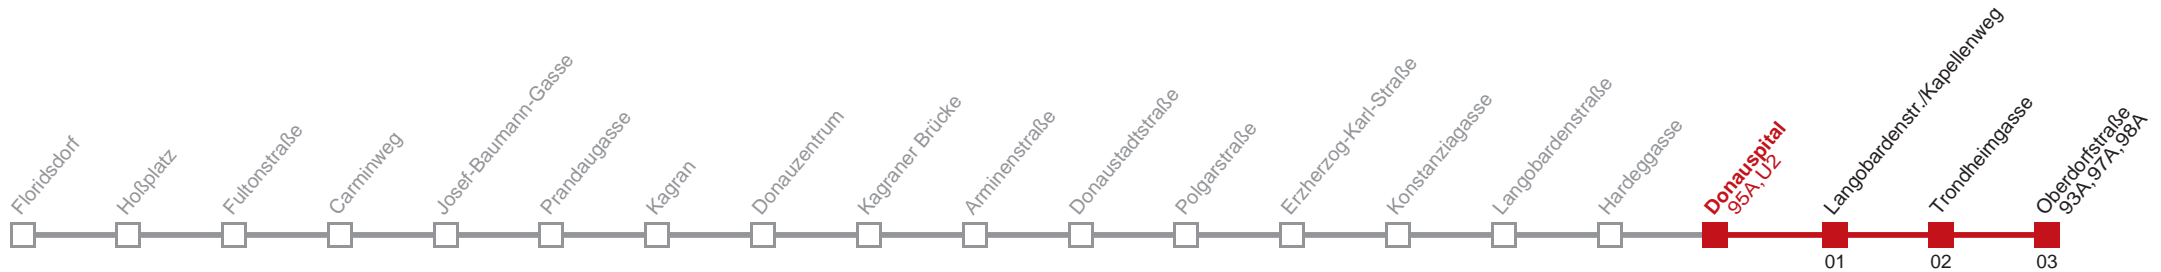 Floridsdorf
Hoßplatz
Fultonstraße
Carminweg
Josef-Baumann-Gasse
Prandaugasse
Kagran
Donauzentrum
Kagraner Brücke
Arminenstraße
Donaustadtstraße
Polgarstraße
Erzherzog-Karl-Straße
Konstanziagasse
Langobardenstraße
Hardeggasse
Donauspital
95A, U2
Langobardenstr./Kapellenweg
Trondheimgasse
Oberdorfstraße
93A, 97A, 98A
01
02
03